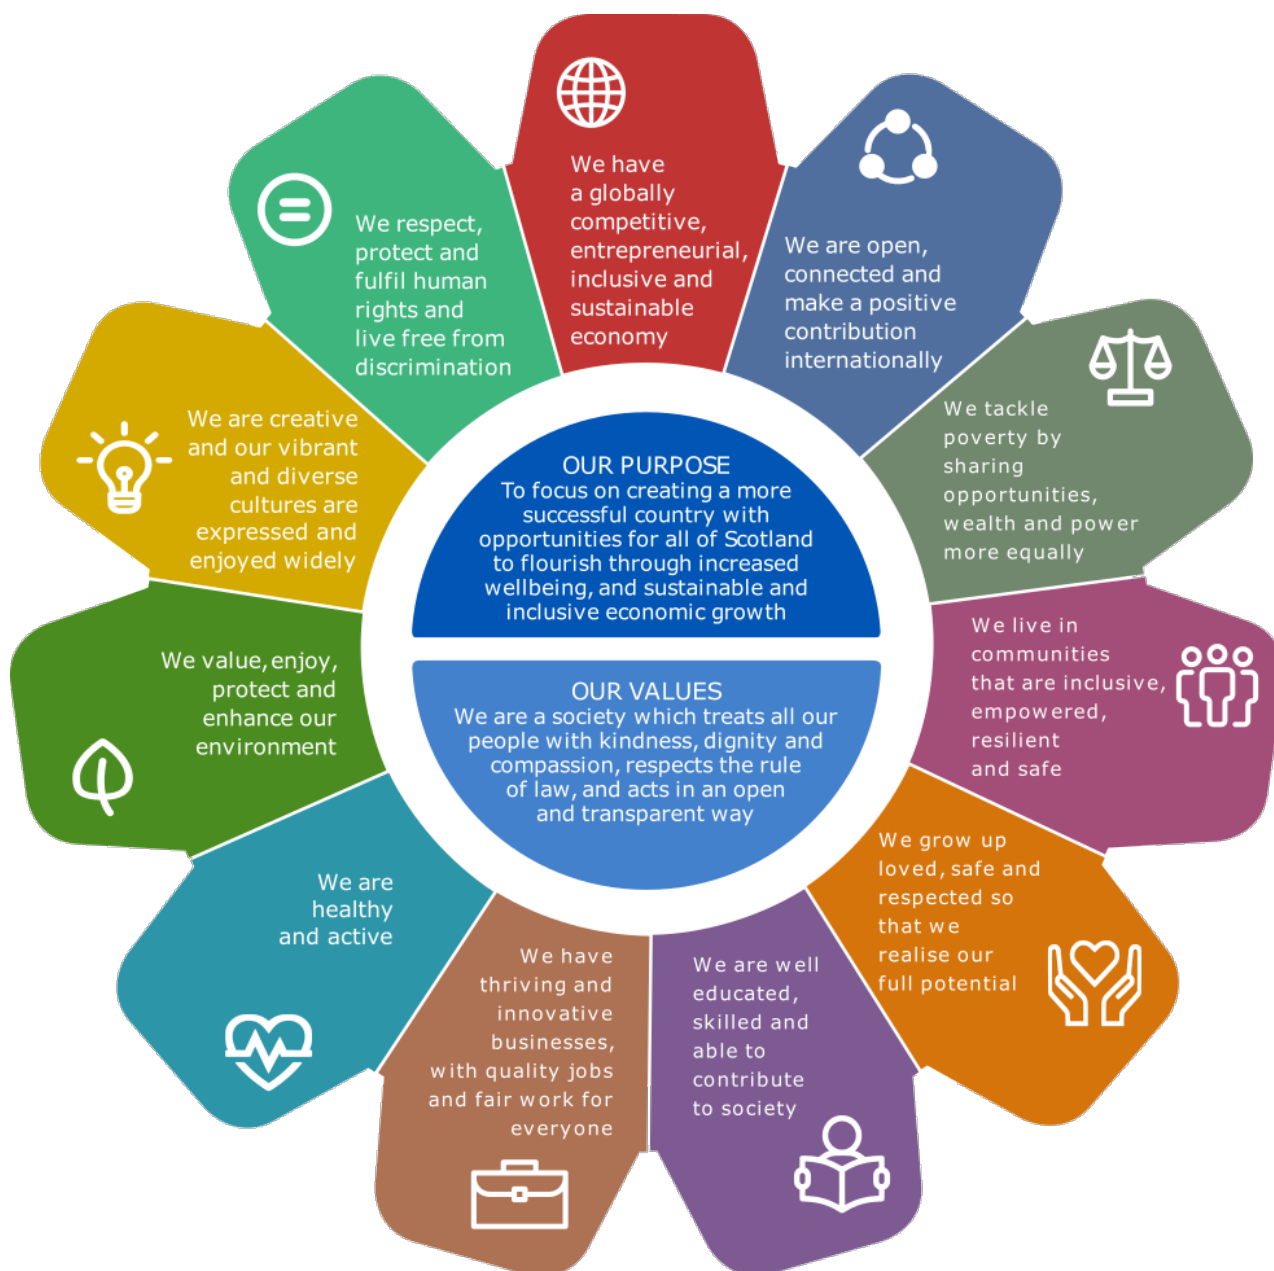 We have
a globally
competitive,
entrepreneurial,
inclusive and
sustainable
economy
We are open,
connected and
make a positive
contribution
internationally
We tackle
poverty by
sharing
opportunities,
wealth and power
more equally
We live in
communities
that are inclusive,
empowered,
resilient
and safe
We grow up
loved, safe and
respected so
that we
realise our
full potential
We are well
educated,
skilled and
able to
contribute
to society
We have
thriving and
innovative
businesses,
with quality jobs
and fair work for
everyone
We are
healthy
and active
We value, enjoy,
protect and
enhance our
environment
We are creative
and our vibrant
and diverse
cultures are
expressed and
enjoyed widely
We respect,
protect and
fulfil human
rights and
live free from
discrimination
OUR PURPOSE
To focus on creating a more
successful country with
opportunities for all of Scotland
to flourish through increased
wellbeing, and sustainable and
inclusive economic growth
OUR VALUES
We are a society which treats all our
people with kindness, dignity and
compassion, respects the rule
of law, and acts in an open
and transparent way